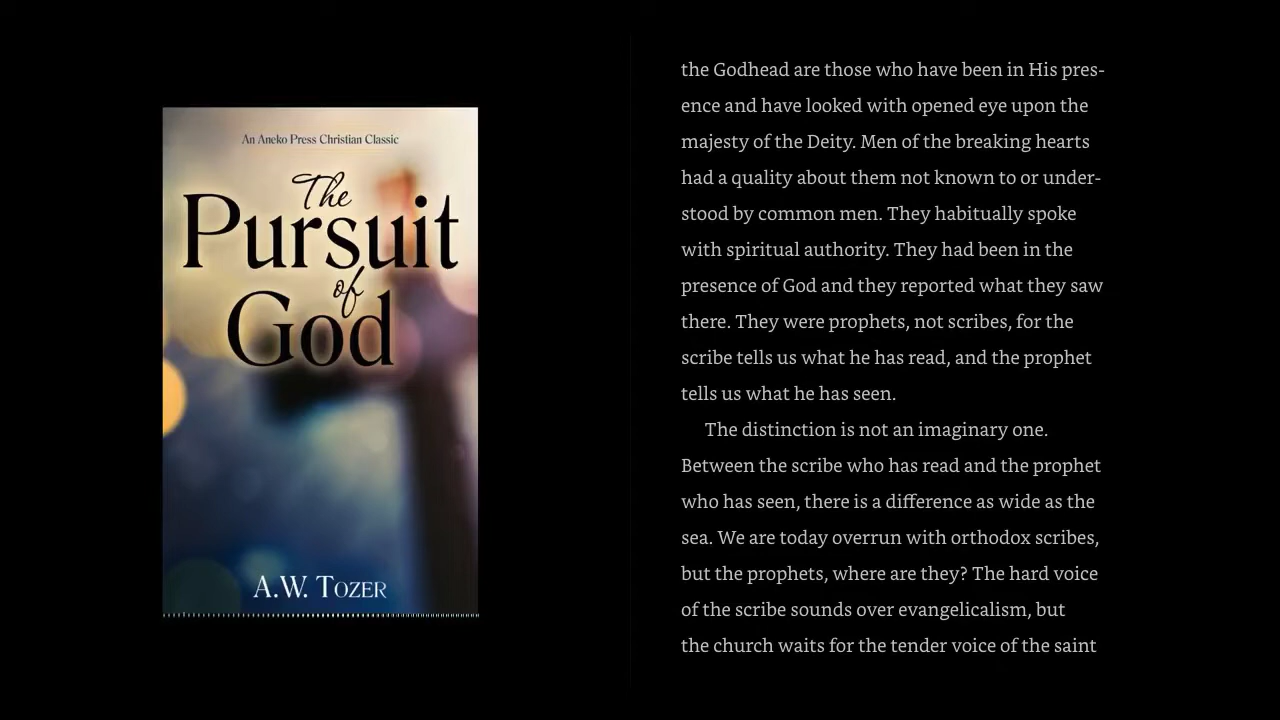 An Aneko Press Christian Classic
The
Pursuit
of
God
A.W. Tozer
the Godhead are those who have been in His pres-
ence and have looked with opened eye upon the
majesty of the Deity. Men of the breaking hearts
had a quality about them not known to or under-
stood by common men. They habitually spoke
with spiritual authority. They had been in the
presence of God and they reported what they saw
there. They were prophets, not scribes, for the
scribe tells us what he has read, and the prophet
tells us what he has seen.
The distinction is not an imaginary one.
Between the scribe who has read and the prophet
who has seen, there is a difference as wide as the
sea. We are today overrun with orthodox scribes,
but the prophets, where are they? The hard voice
of the scribe sounds over evangelicalism, but
the church waits for the tender voice of the saint